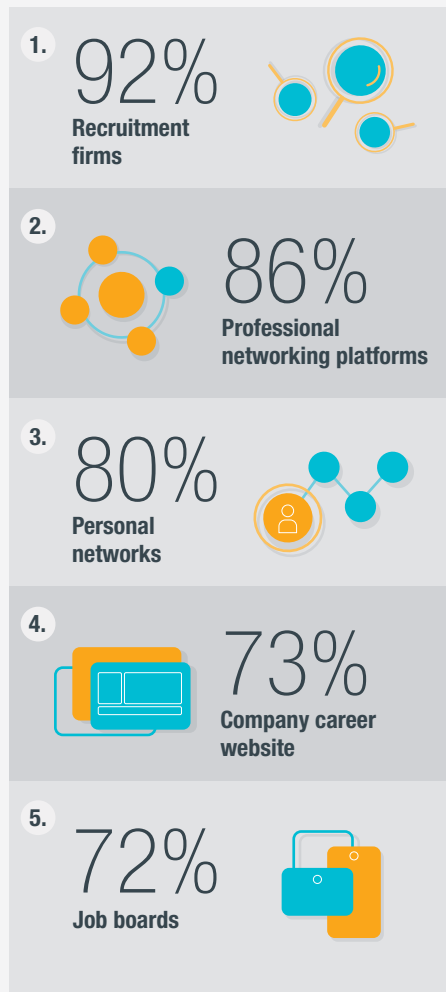 1.
92%
Recruitment
firms
2.
86%
Professional
networking platforms
3.
80%
Personal
networks
4.
73%
Company career
website
5.
72%
Job boards